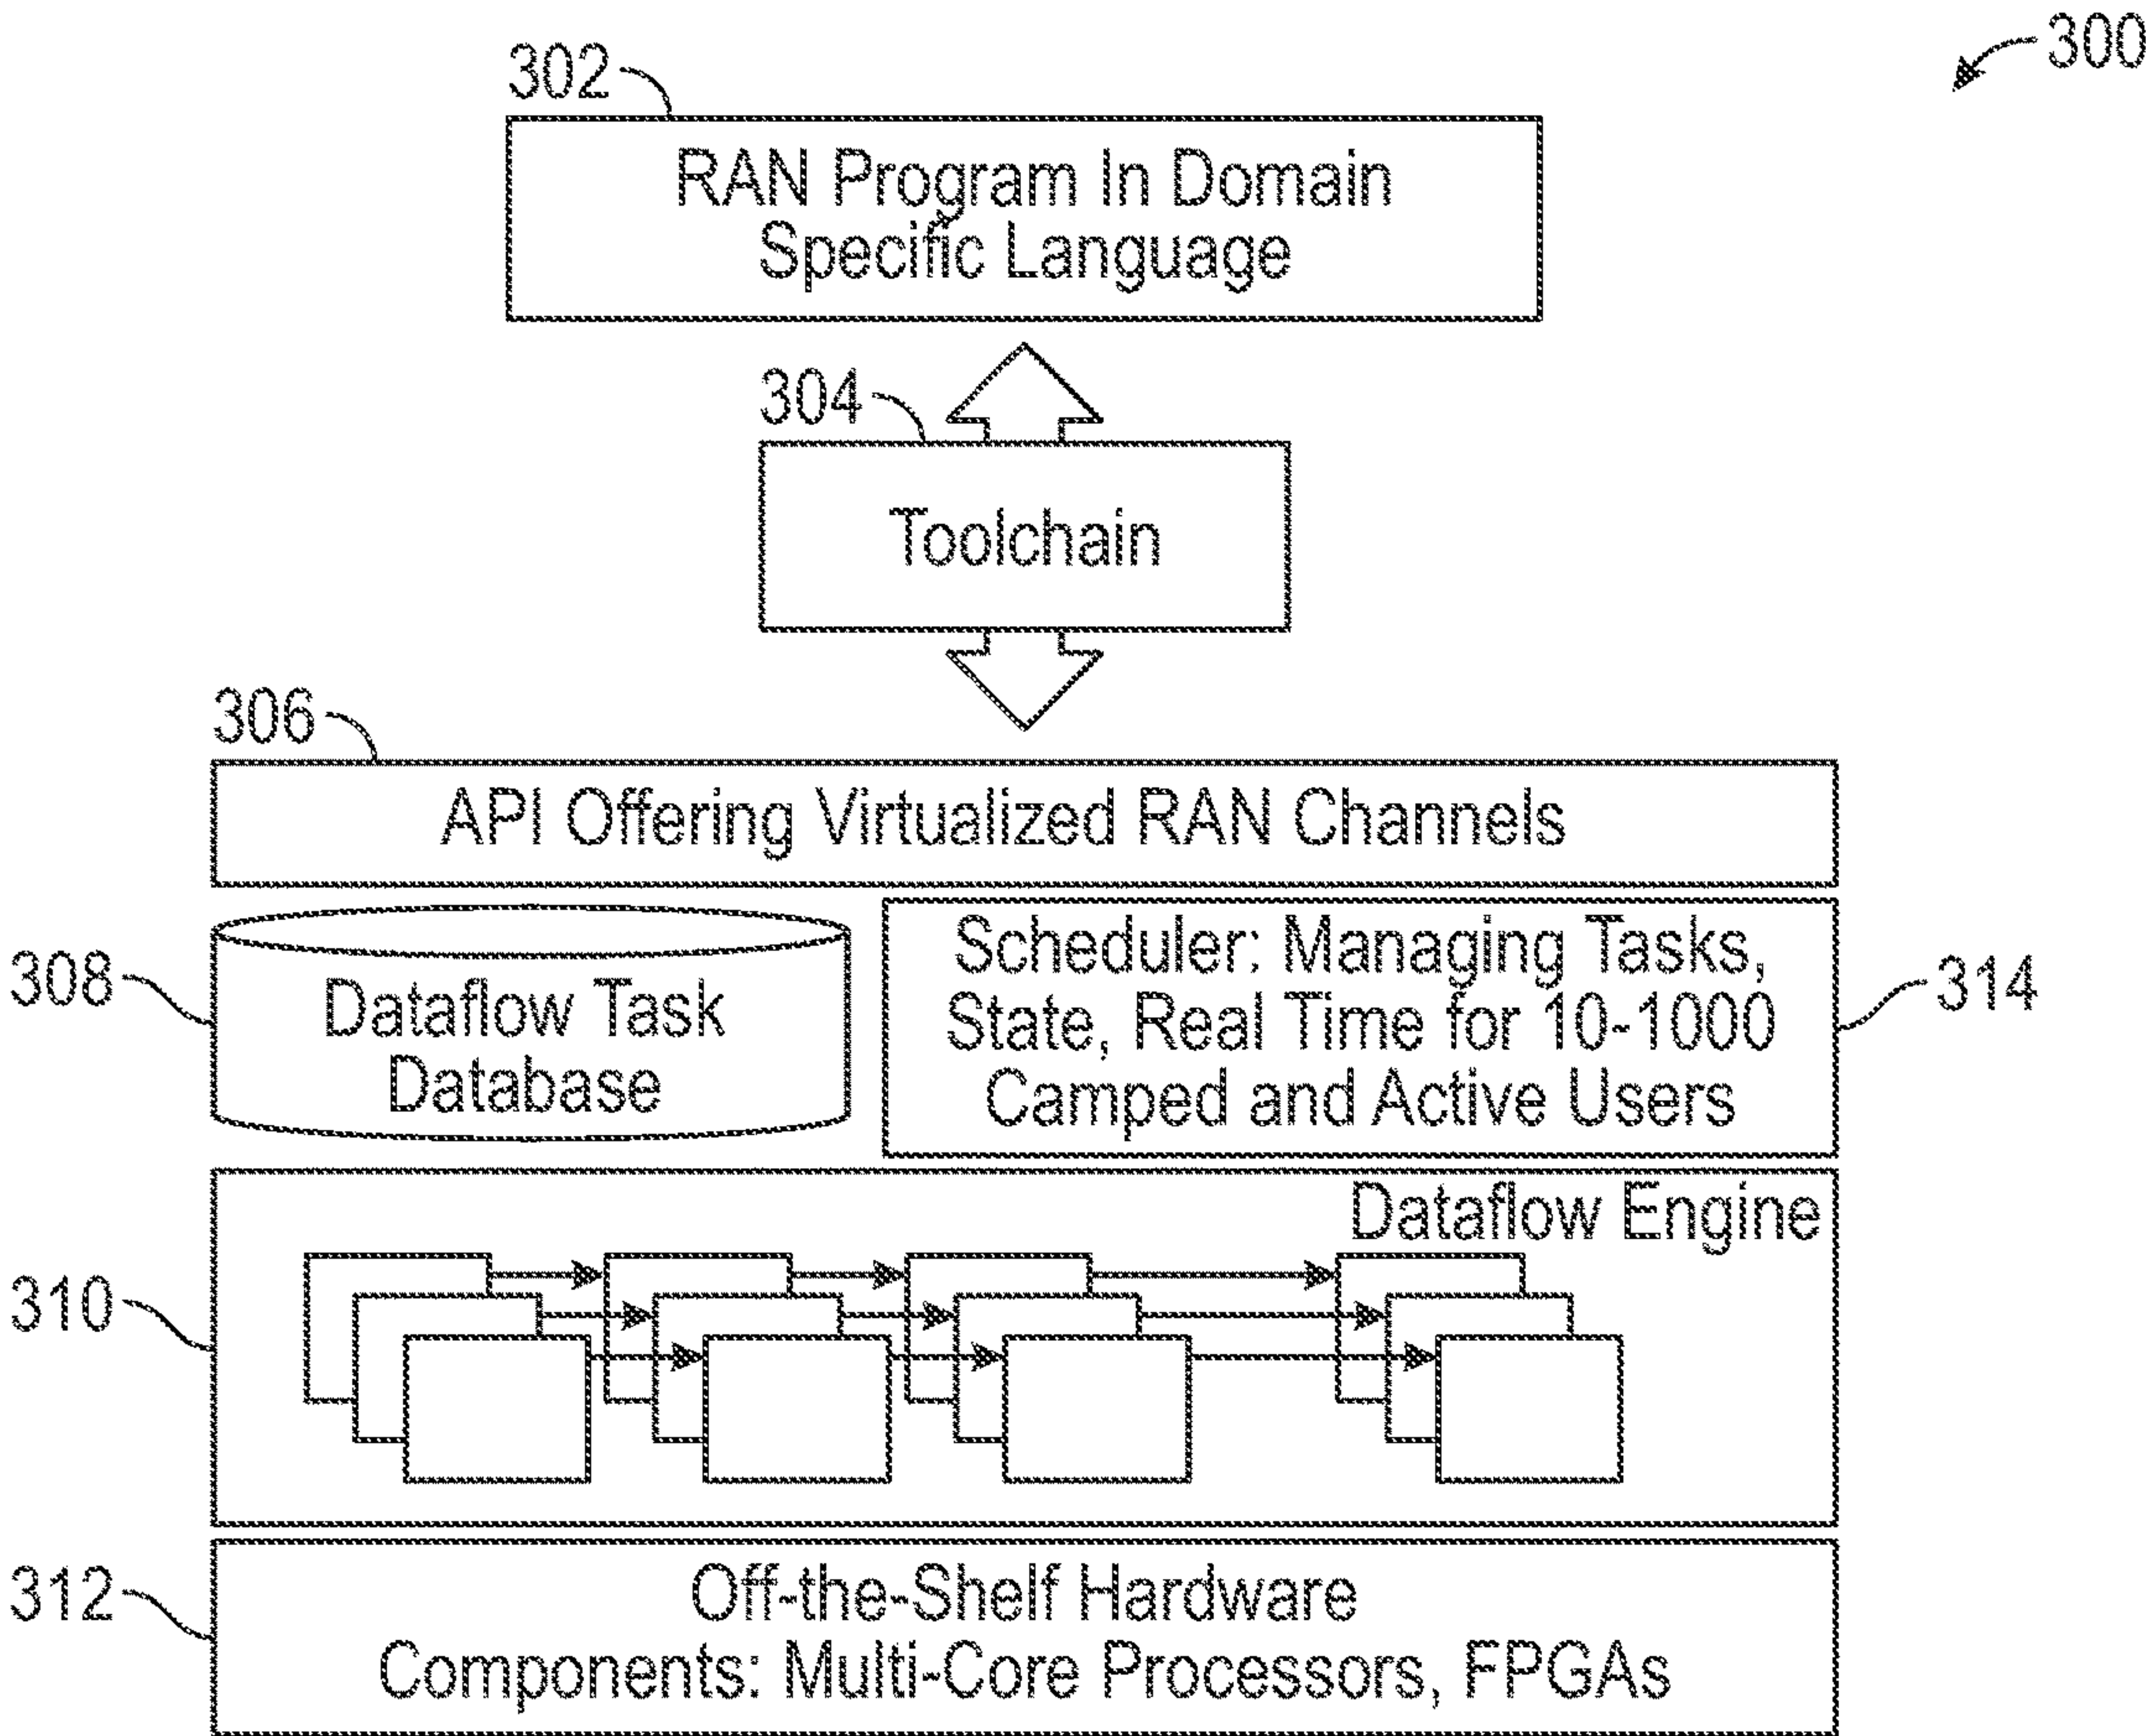 300
302
RAN Program In Domain
Specific Language
304
Toolchain
306
API Offering Virtualized RAN Channels
308
Dataflow Task
Database
Scheduler: Managing Tasks,
State, Real Time for 10-1000
Camped and Active Users
314
Dataflow Engine
310
312
Off-the-Shelf Hardware
Components: Multi-Core Processors, FPGAs